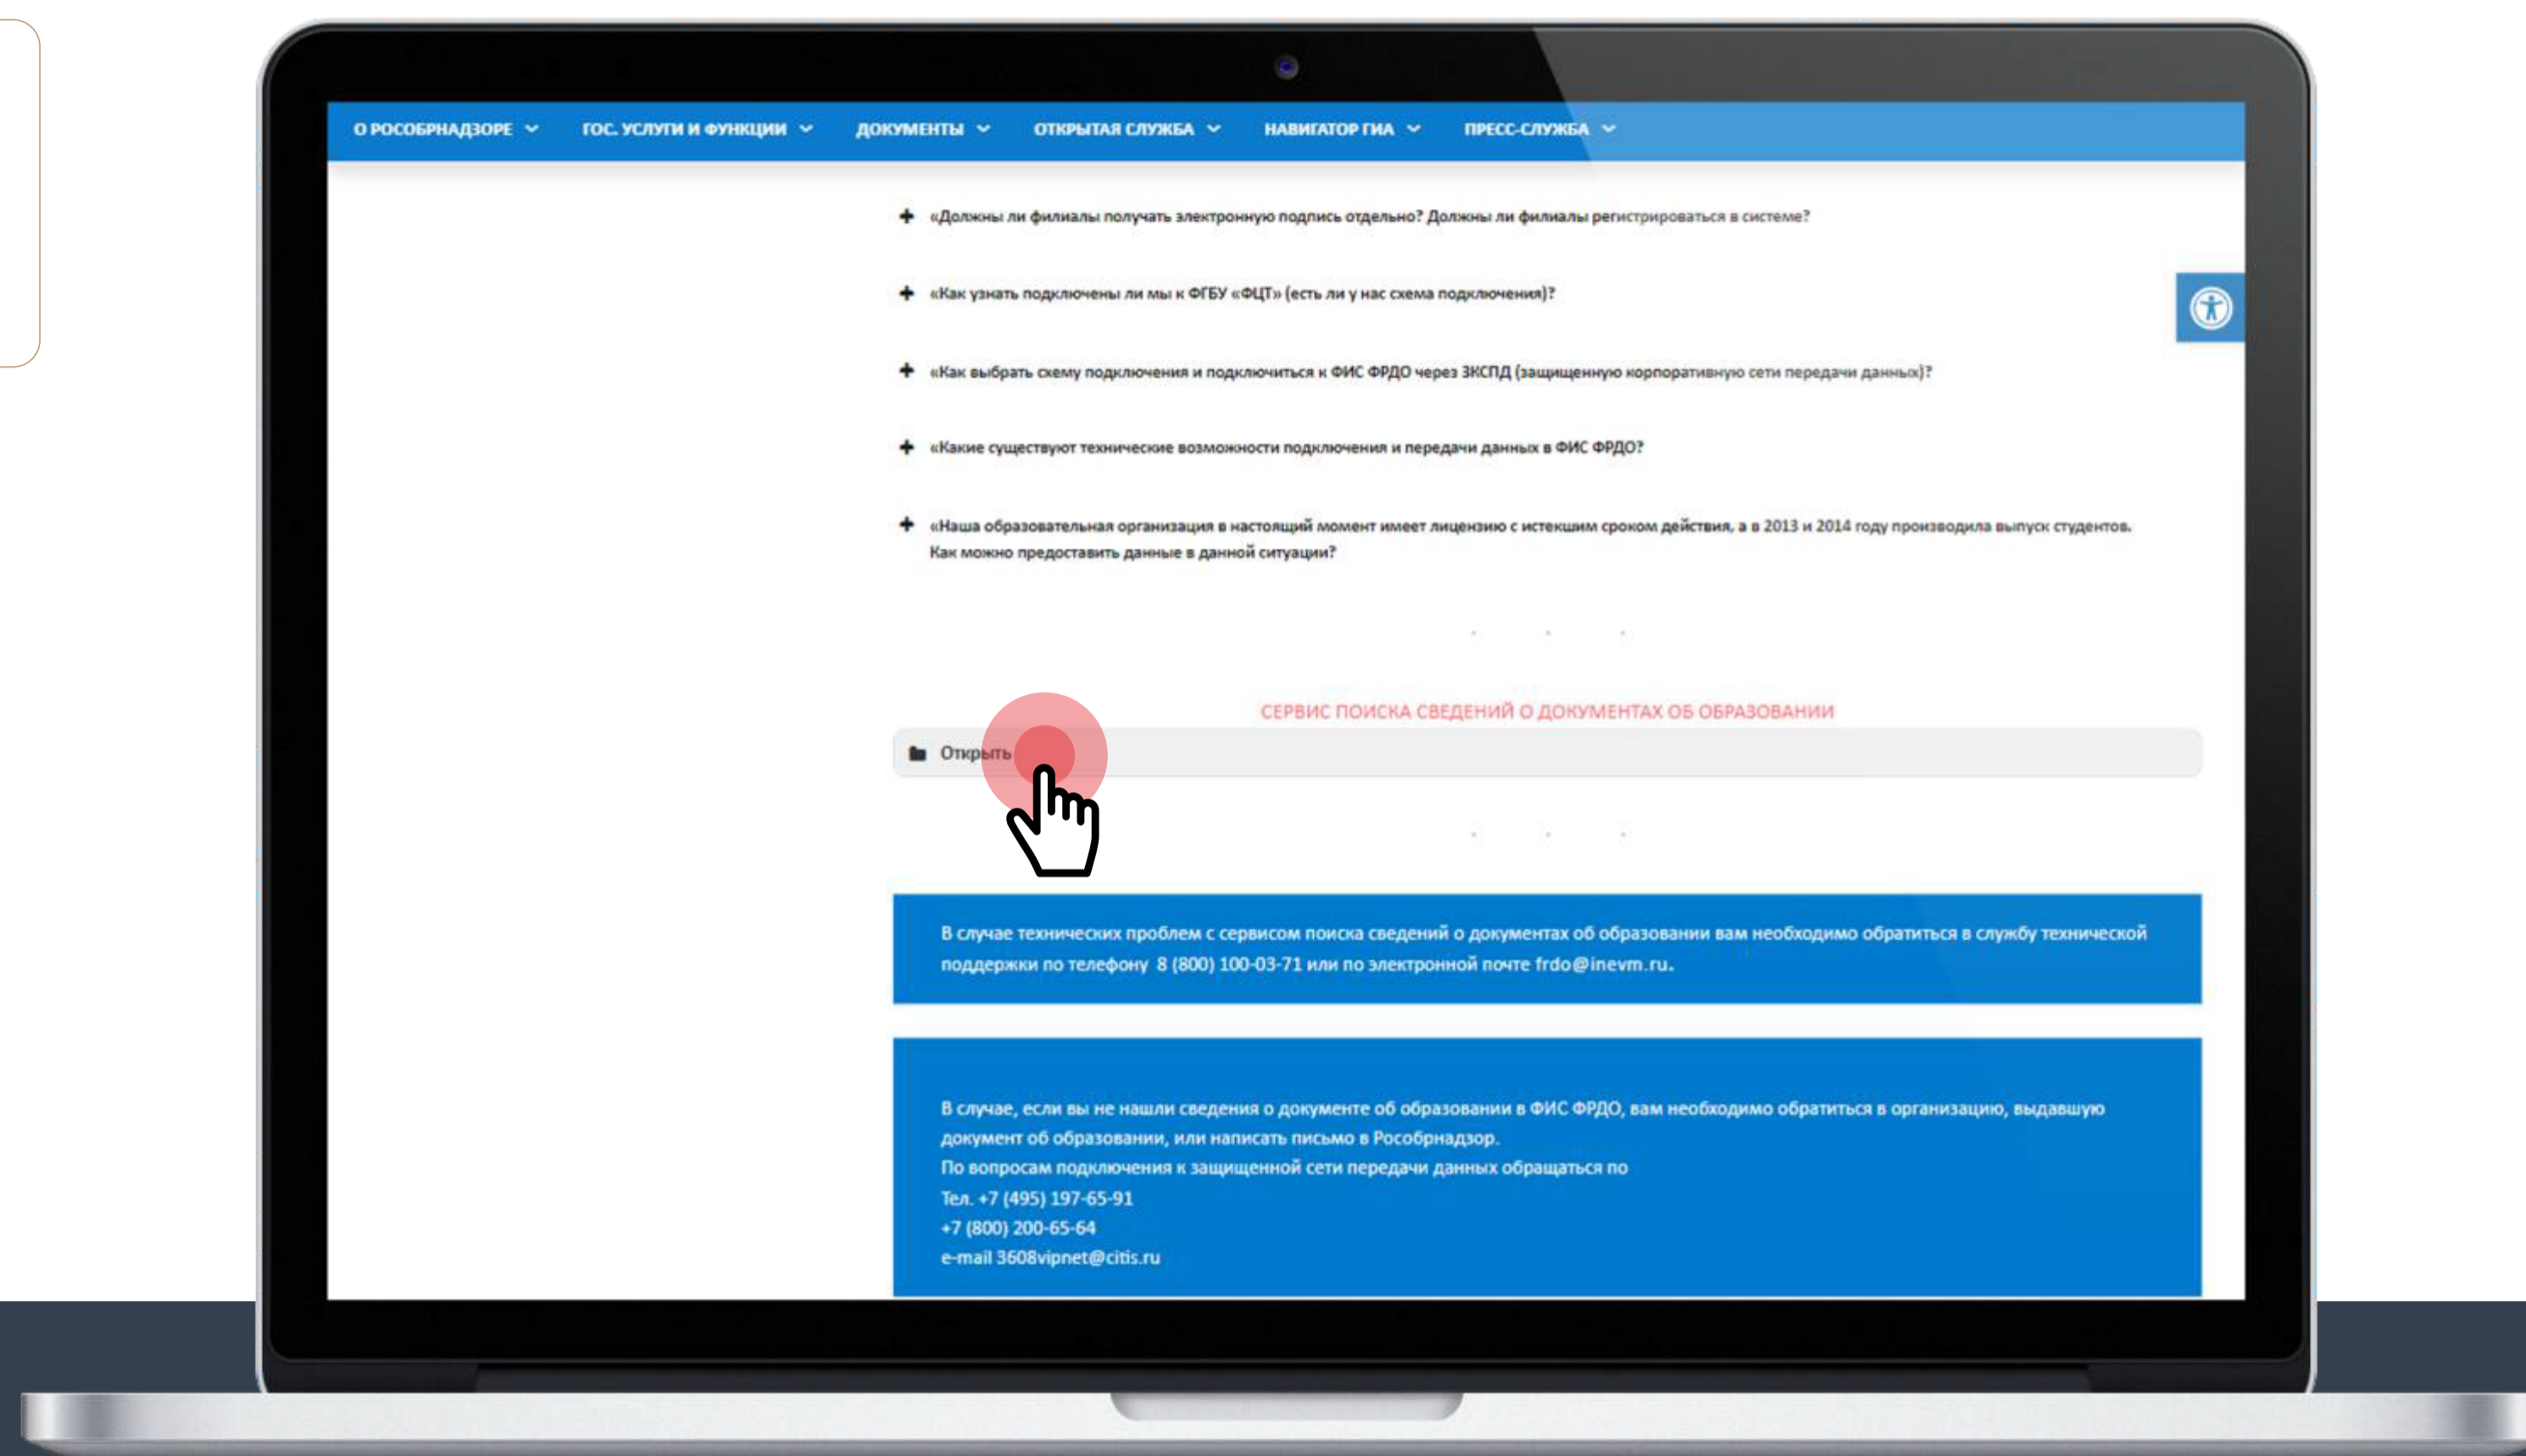 О РОСОБРНАДЗОРЕ ГОС. УСЛУГИ И ФУНКЦИИ ДОКУМЕНТЫ ОТКРЫТАЯ СЛУЖБА НАВИГАТОР ГИА ПРЕСС-СЛУЖБА
«Должны ли филиалы получать электронную подпись отдельно? Должны ли филиалы регистрироваться в системе?
«Как узнать подключены ли мы к ФГБУ «ФЦТ» (есть ли у нас схема подключения)?
«Как выбрать схему подключения и подключиться к ФИС ФРДО через ЗКСПД (защищенную корпоративную сети передачи данных)?
«Какие существуют технические возможности подключения и передачи данных в ФИС ФРДО?
«Наша образовательная организация в настоящий момент имеет лицензию с истекшим сроком действия, а в 2013 и 2014 году производила выпуск студентов.
Как можно предоставить данные в данной ситуации?
СЕРВИС ПОИСКА СВЕДЕНИЙ О ДОКУМЕНТАХ ОБ ОБРАЗОВАНИИ
Открыть
В случае технических проблем с сервисом поиска сведений о документах об образовании вам необходимо обратиться в службу технической
поддержки по телефону 8 (800) 100-03-71 или по электронной почте frdo@inevm.ru.
В случае, если вы не нашли сведения о документе об образовании в ФИС ФРДО, вам необходимо обратиться в организацию, выдавшую
документ об образовании, или написать письмо в Рособрнадзор.
По вопросам подключения к защищенной сети передачи данных обращаться по
Тел. +7 (495) 197-65-91
+7 (800) 200-65-64
e-mail 3608vipnet@citis.ru